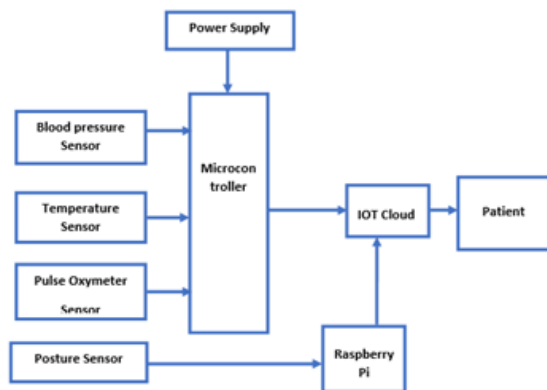 Power Supply
Blood pressure
Sensor
Microcon
troller
Temperature
Sensor
IOT Cloud
Patient
Pulse Oxymeter
Sensor
Posture Sensor
Raspberry
Pi